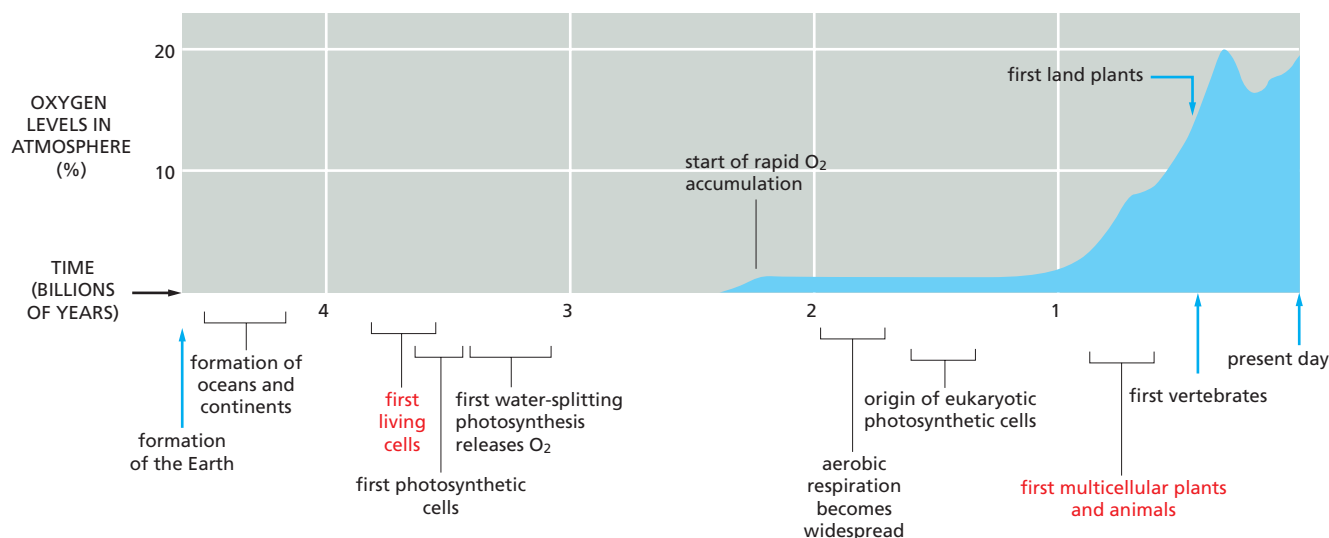 OXYGEN
LEVELS IN
ATMOSPHERE
(%)
20
10
first land plants
start of rapid O2
accumulation
TIME
(BILLIONS
OF YEARS)
4
3
2
1
formation of
oceans and
continents
formation
of the Earth
first
living
cells
first photosynthetic
cells
first water-splitting
photosynthesis
releases O2
aerobic
respiration
becomes
widespread
origin of eukaryotic
photosynthetic cells
first multicellular plants
and animals
first vertebrates
present day